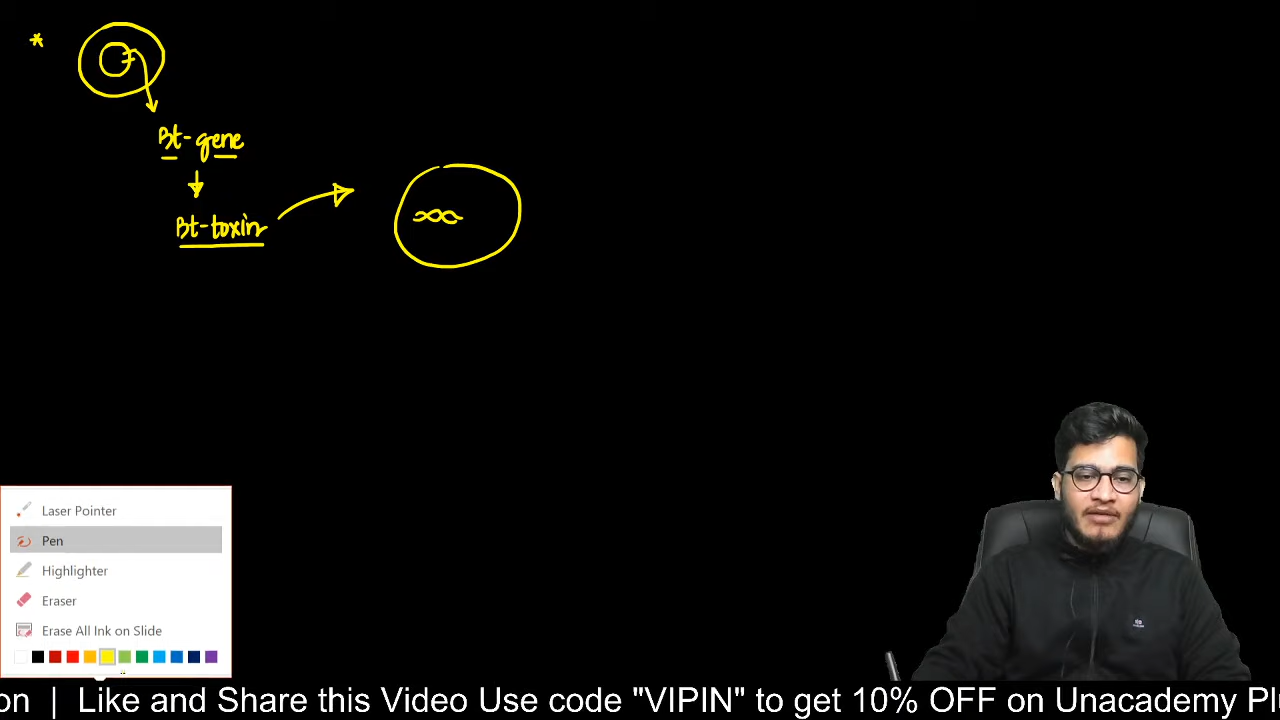 *
Bt-gene
Bt-toxin
Laser Pointer
Pen
Highlighter
Eraser
Erase All Ink on Slide
on | Like and Share this Video Use code "VIPIN" to get 10% OFF on Unacademy Pl